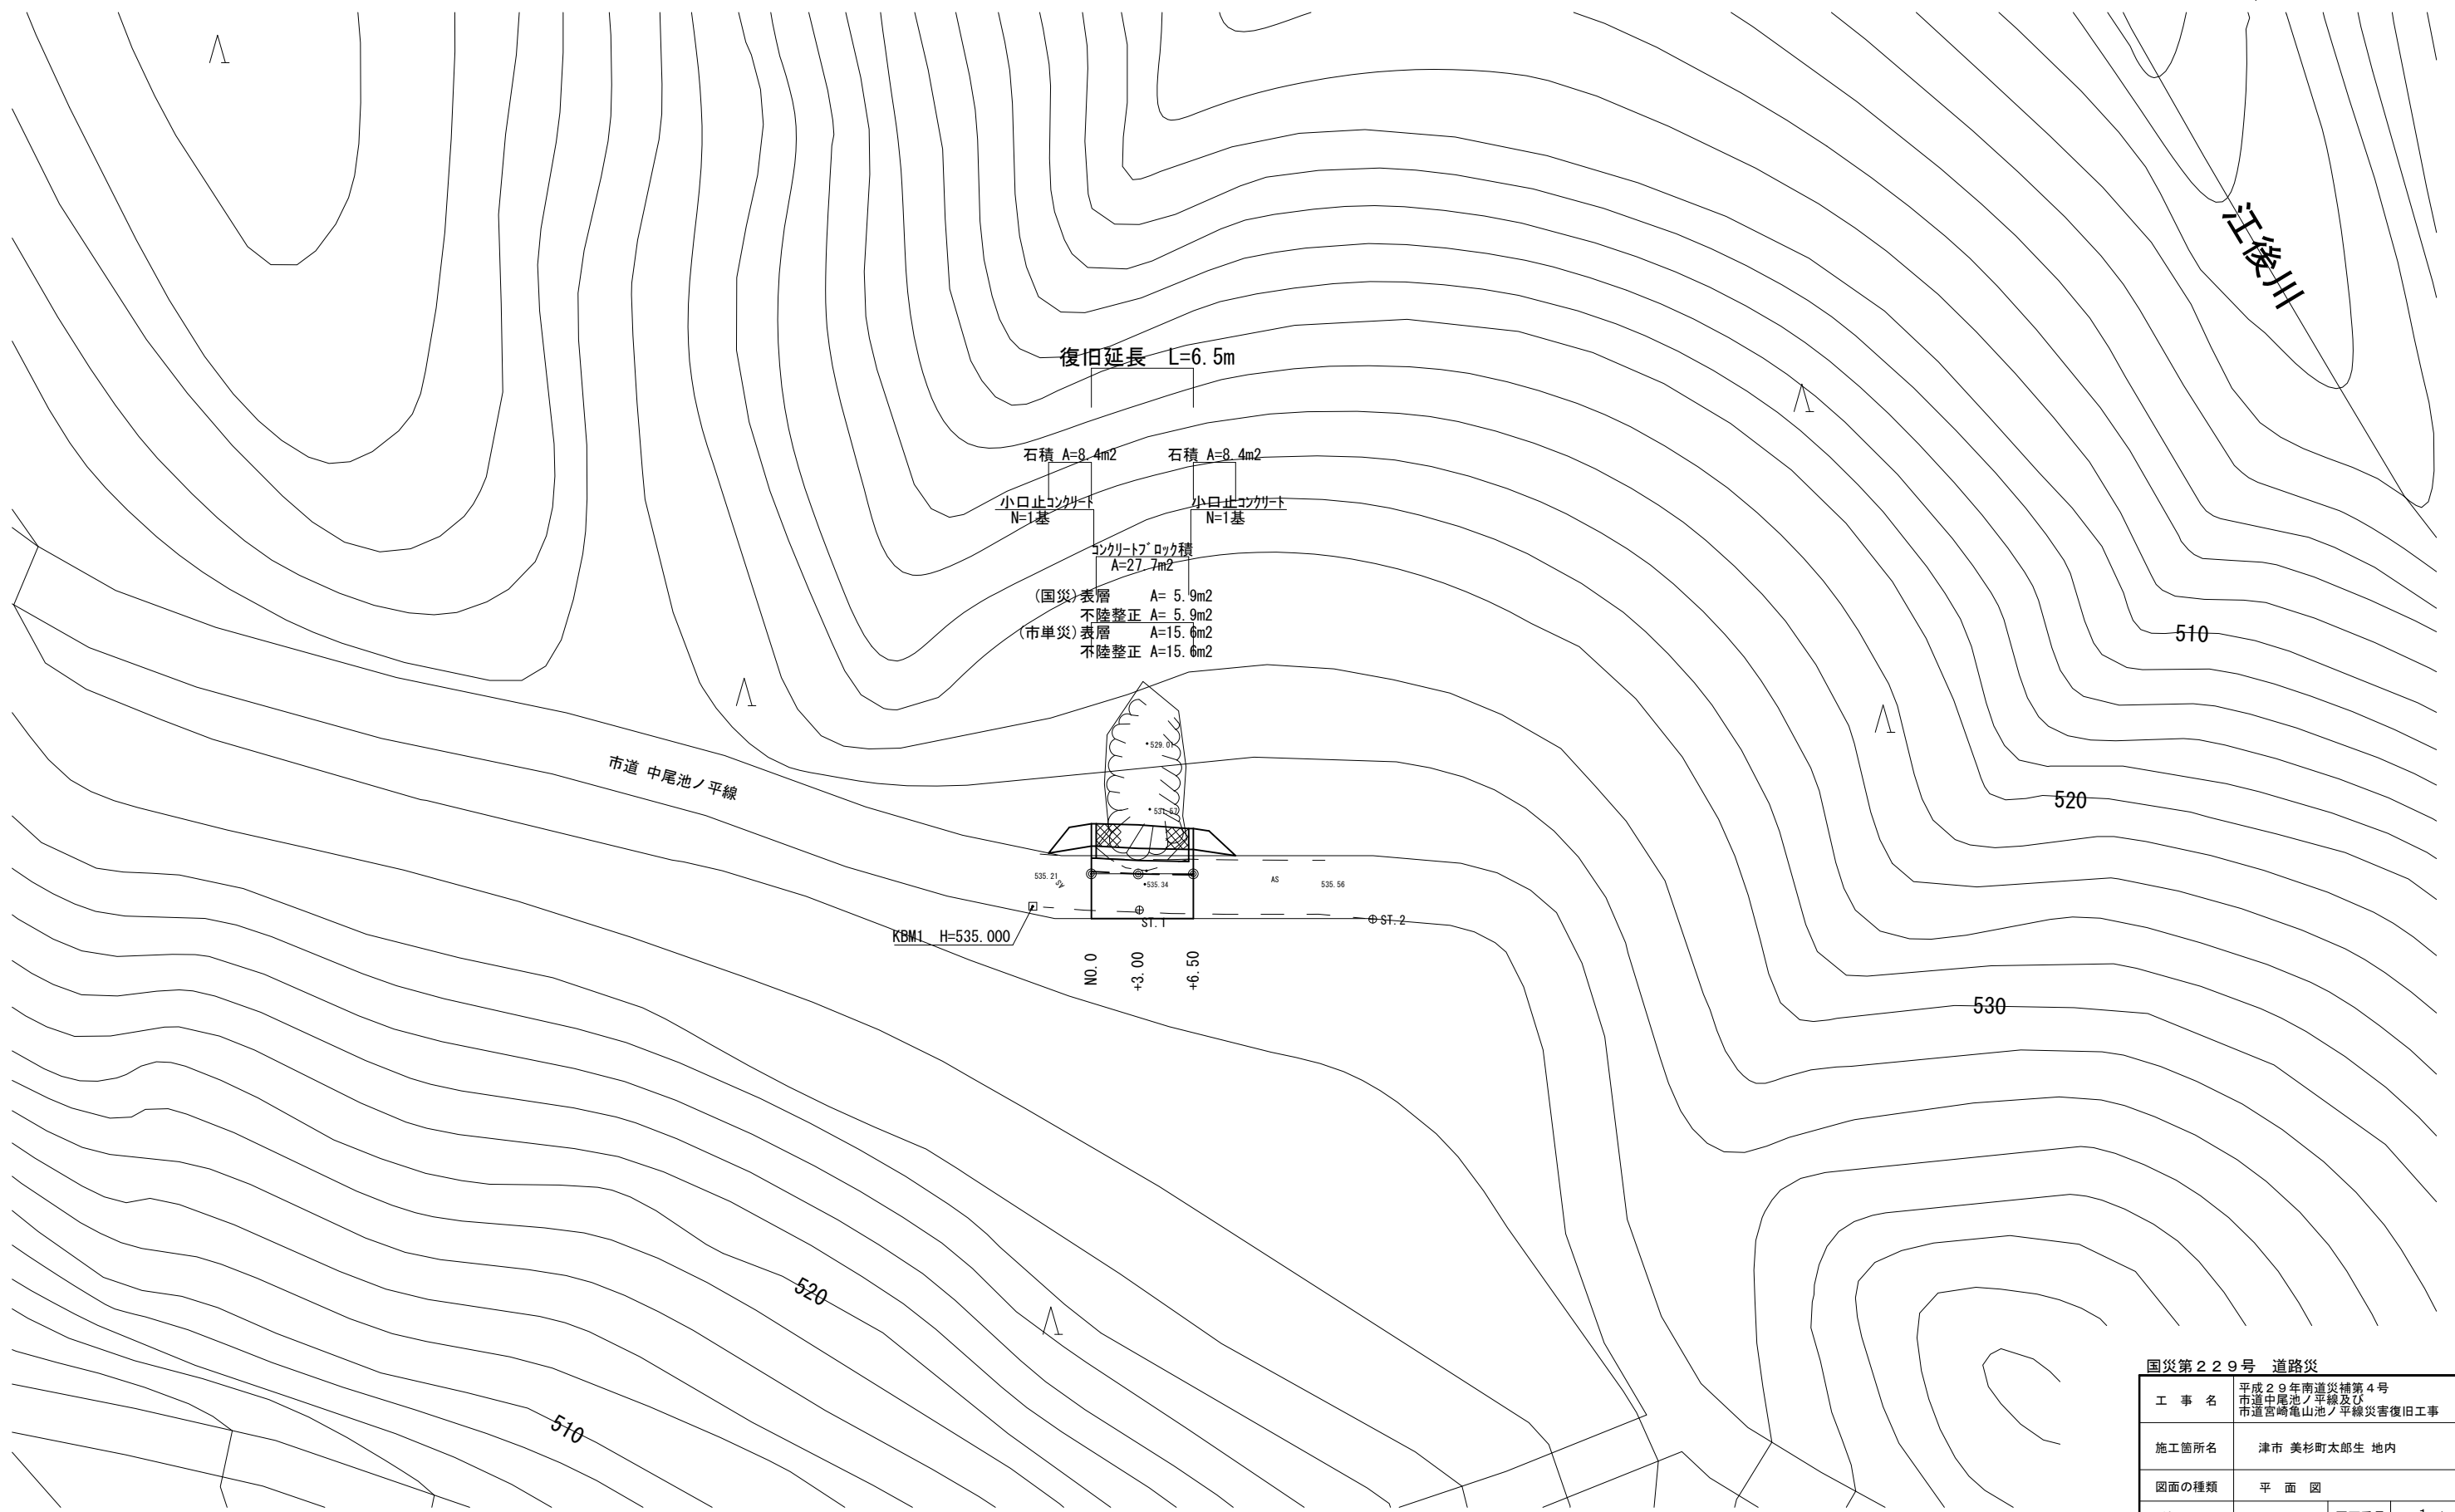 江後川
復旧延長 L=6.5m
石積 A=8.4m2
石積 A=8.4m2
小口止ｺﾝｸﾘｰﾄ
N=1基
小口止ｺﾝｸﾘｰﾄ
N=1基
ｺﾝｸﾘｰﾄﾌﾞﾛｯｸ積
A=27.7m2
(国災)表層 A= 5.9m2
不陸整正 A= 5.9m2
(市単災)表層 A=15.6m2
不陸整正 A=15.6m2
510
市道 中尾池ノ平線
529.01
520
531.57
535.21
AS
535.34
535.56
ST.1
ST.2
KBM1 H=535.000
NO.0
+3.00
+6.50
530
520
510
国災第２２９号 道路災
工 事 名
平成２９年南道災補第４号
市道中尾池ノ平線及び
市道宮崎亀山池ノ平線災害復旧工事
施工箇所名
津市 美杉町太郎生 地内
図面の種類
平 面 図